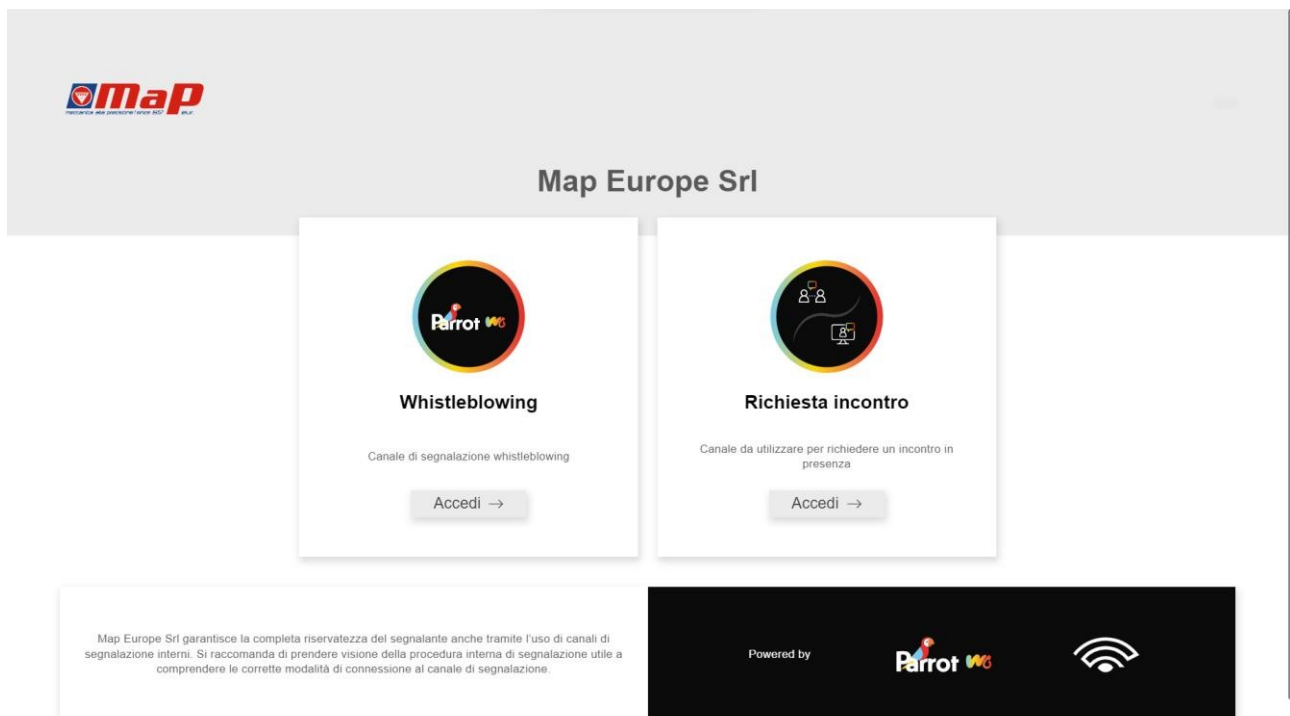 map
Map Europe Srl
Parrot WB
Whistleblowing
Canale di segnalazione whistleblowing
Accedi →
Richiesta incontro
Canale da utilizzare per richiedere un incontro in
presenza
Accedi →
Map Europe Srl garantisce la completa riservatezza del segnalante anche tramite l'uso di canali di
segnalazione interni. Si raccomanda di prendere visione della procedura interna di segnalazione utile a
comprendere le corrette modalità di connessione al canale di segnalazione.
Powered by
Parrot WB